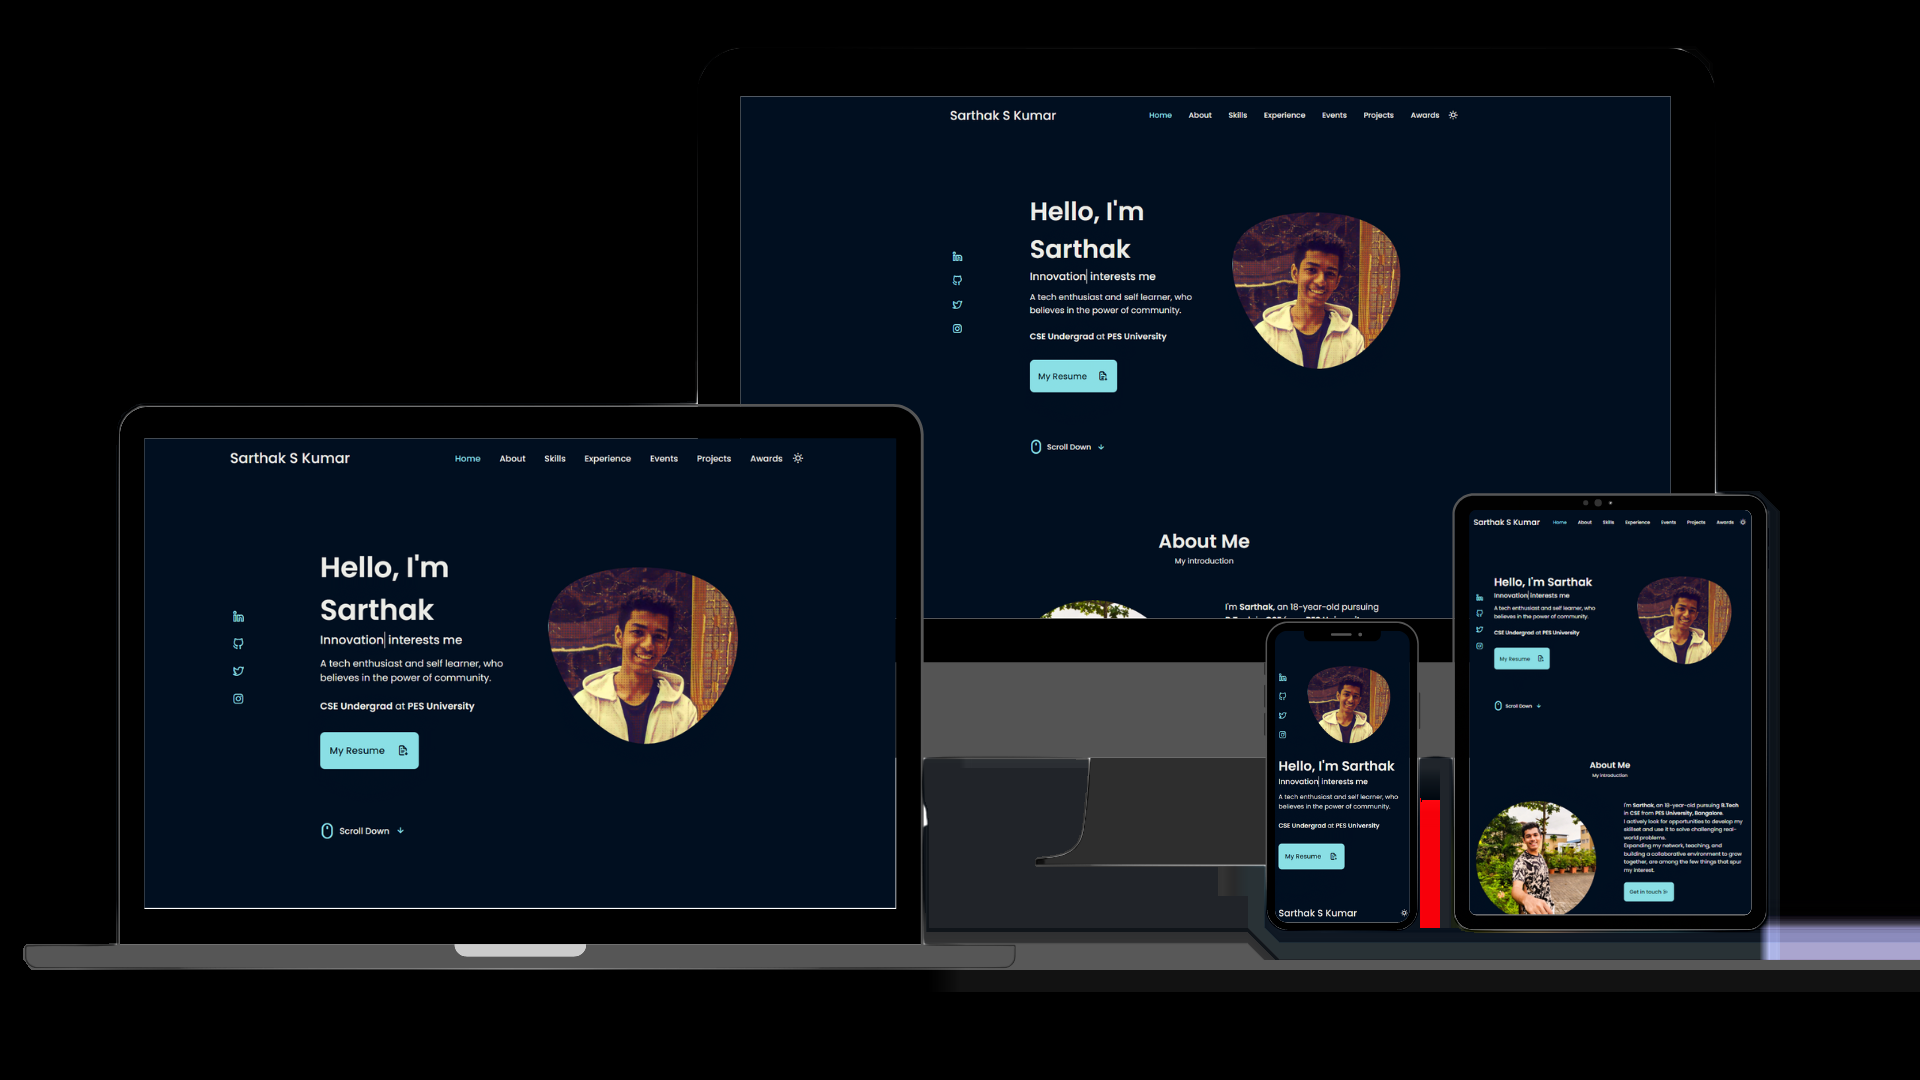 Sarthak S Kumar
Home About Skills Experience Events Projects Awards
Hello, I'm
Sarthak
Innovation| interests me
A tech enthusiast and self learner, who
believes in the power of community.
CSE Undergrad at PES University
My Resume
Scroll Down
About Me
My introduction
I'm Sarthak, an 18-year-old pursuing
Sarthak S Kumar
Home About Skills Experience Events Projects Awards
Hello, I'm
Sarthak
Innovation| interests me
A tech enthusiast and self learner, who
believes in the power of community.
CSE Undergrad at PES University
My Resume
Scroll Down
Hello, I'm Sarthak
Innovation| interests me
A tech enthusiast and self learner, who
believes in the power of community.
CSE Undergrad at PES University
My Resume
Sarthak S Kumar
Sarthak S Kumar
Home About Skills Experience Events Projects Awards
Hello, I'm Sarthak
Innovation| interests me
A tech enthusiast and self learner, who
believes in the power of community.
CSE Undergrad at PES University
My Resume
Scroll Down
About Me
My introduction
I'm Sarthak, an 18-year-old pursuing B.Tech
in CSE from PES University, Bangalore.
I actively look for opportunities to develop my
skillset and use it to solve challenging real-
world problems.
Expanding my network, teaching, and
building a collaborative environment to grow
together, are among the few things that spur
my interest.
Get in touch